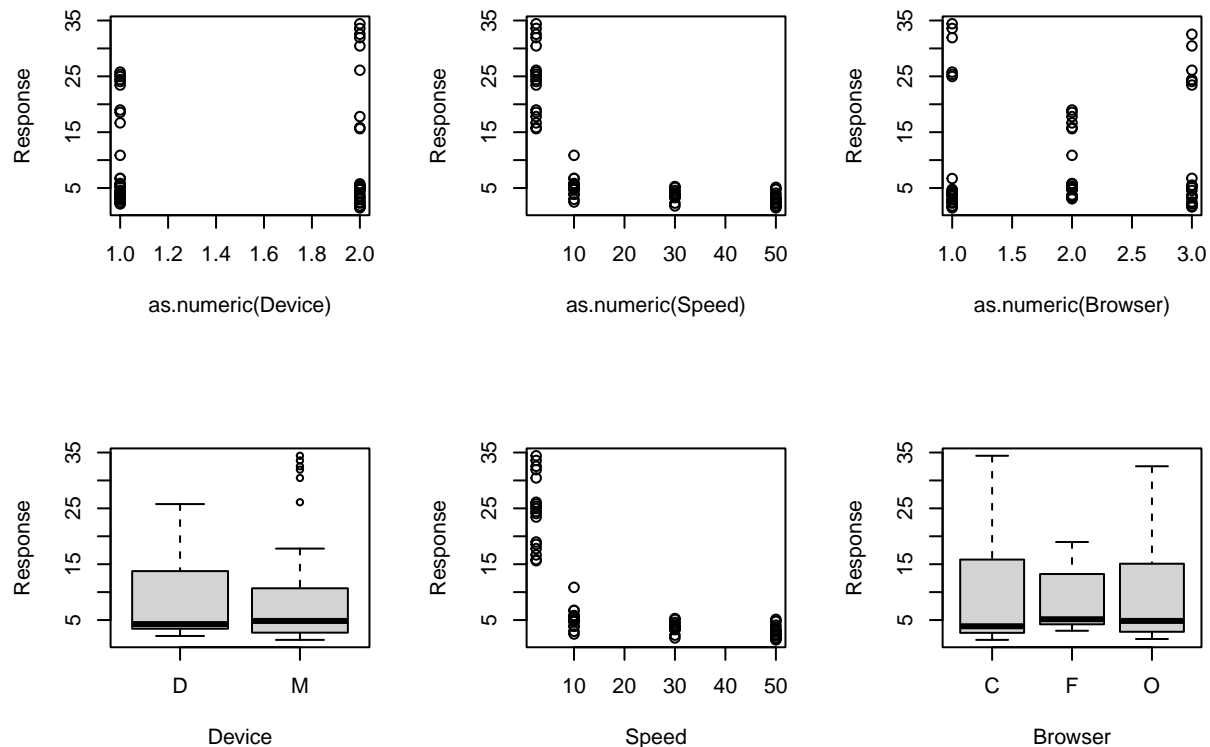 35
25
15
5
Response
1.0 1.2 1.4 1.6 1.8 2.0
as.numeric(Device)
35
25
15
5
Response
10 20 30 40 50
as.numeric(Speed)
35
25
15
5
Response
1.0 1.5 2.0 2.5 3.0
as.numeric(Browser)
35
25
15
5
Response
D M
Device
35
25
15
5
Response
10 20 30 40 50
Speed
35
25
15
5
Response
C F O
Browser